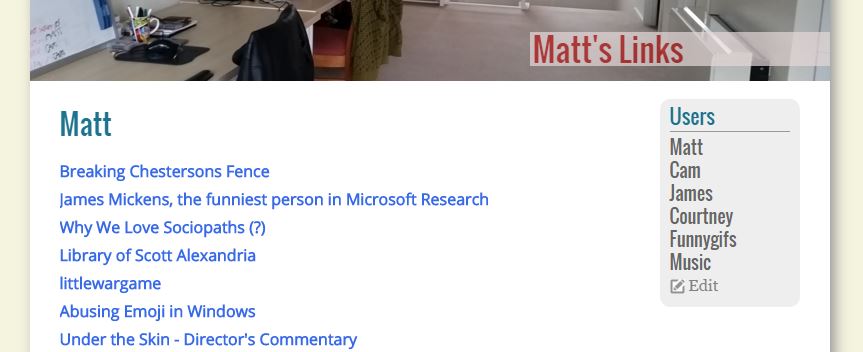 Matt's Links
Matt
Breaking Chestersons Fence
James Mickens, the funniest person in Microsoft Research
Why We Love Sociopaths (?)
Library of Scott Alexandria
littlewargame
Abusing Emoji in Windows
Under the Skin - Director's Commentary
Users
Matt
Cam
James
Courtney
Funnygifs
Music
Edit